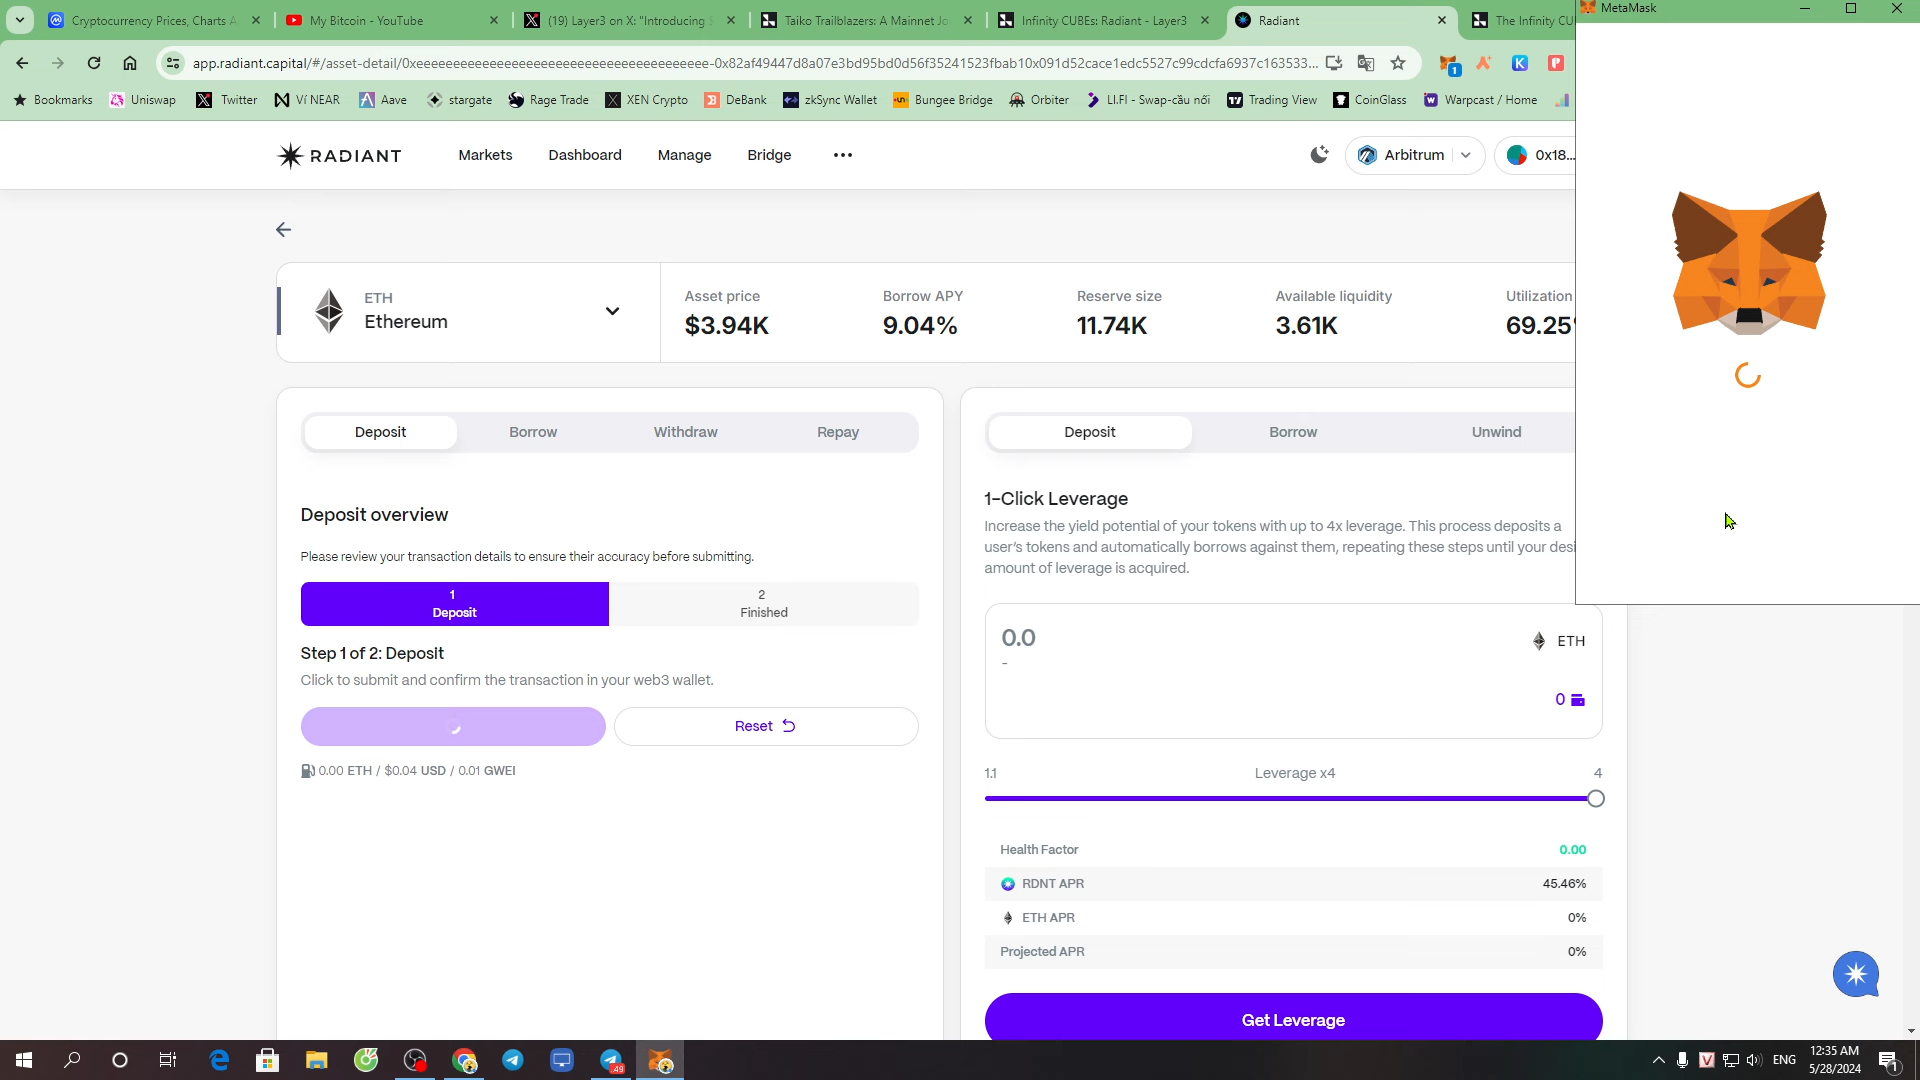 Cryptocurrency Prices, Charts A
My Bitcoin - YouTube
(19) Layer3 on X: "Introducing S
Taiko Trailblazers: A Mainnet Jo
Infinity CUBEs: Radiant - Layer3
Radiant
The Infinity CU
MetaMask
Bookmarks
Uniswap
Twitter
Ví NEAR
Aave
stargate
Rage Trade
XEN Crypto
DeBank
zkSync Wallet
Bungee Bridge
Orbiter
LI.FI - Swap-cầu nối
Trading View
CoinGlass
Warpcast / Home
RADIANT
Markets
Dashboard
Manage
Bridge
Arbitrum
0x18...
ETH
Ethereum
Asset price
$3.94K
Borrow APY
9.04%
Reserve size
11.74K
Available liquidity
3.61K
Utilization
69.25
Deposit
Borrow
Withdraw
Repay
Deposit overview
Please review your transaction details to ensure their accuracy before submitting.
1
Deposit
2
Finished
Step 1 of 2: Deposit
Click to submit and confirm the transaction in your web3 wallet.
Reset
0.00 ETH / $0.04 USD / 0.01 GWEI
Deposit
Borrow
Unwind
1-Click Leverage
Increase the yield potential of your tokens with up to 4x leverage. This process deposits a
user's tokens and automatically borrows against them, repeating these steps until your desi
amount of leverage is acquired.
0.0
ETH
-
0
1.1
Leverage x4
4
Health Factor
0.00
RDNT APR
45.46%
ETH APR
0%
Projected APR
0%
Get Leverage
49
ENG
12:35 AM
5/28/2024
1